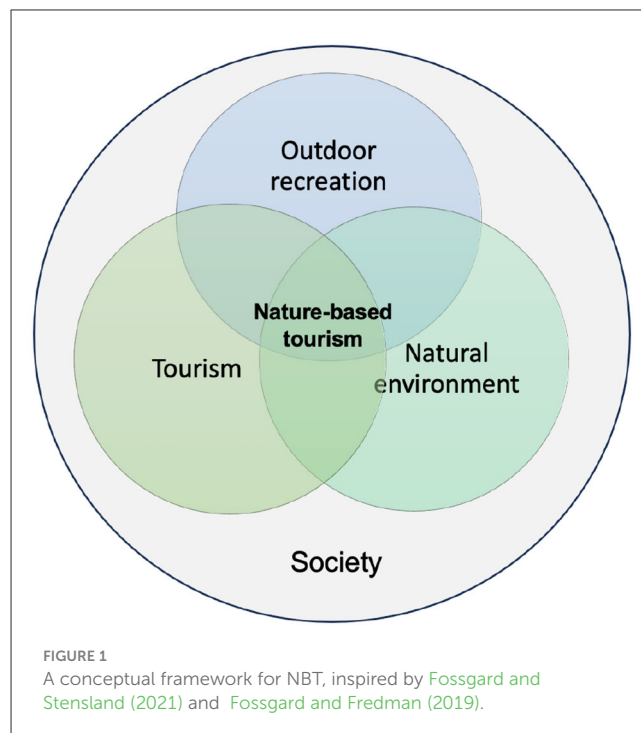 Outdoor
recreation
Nature-based
tourism
Tourism
Natural
environment
Society
FIGURE 1
A conceptual framework for NBT, inspired by Fossgard and
Stensland (2021) and Fossgard and Fredman (2019).